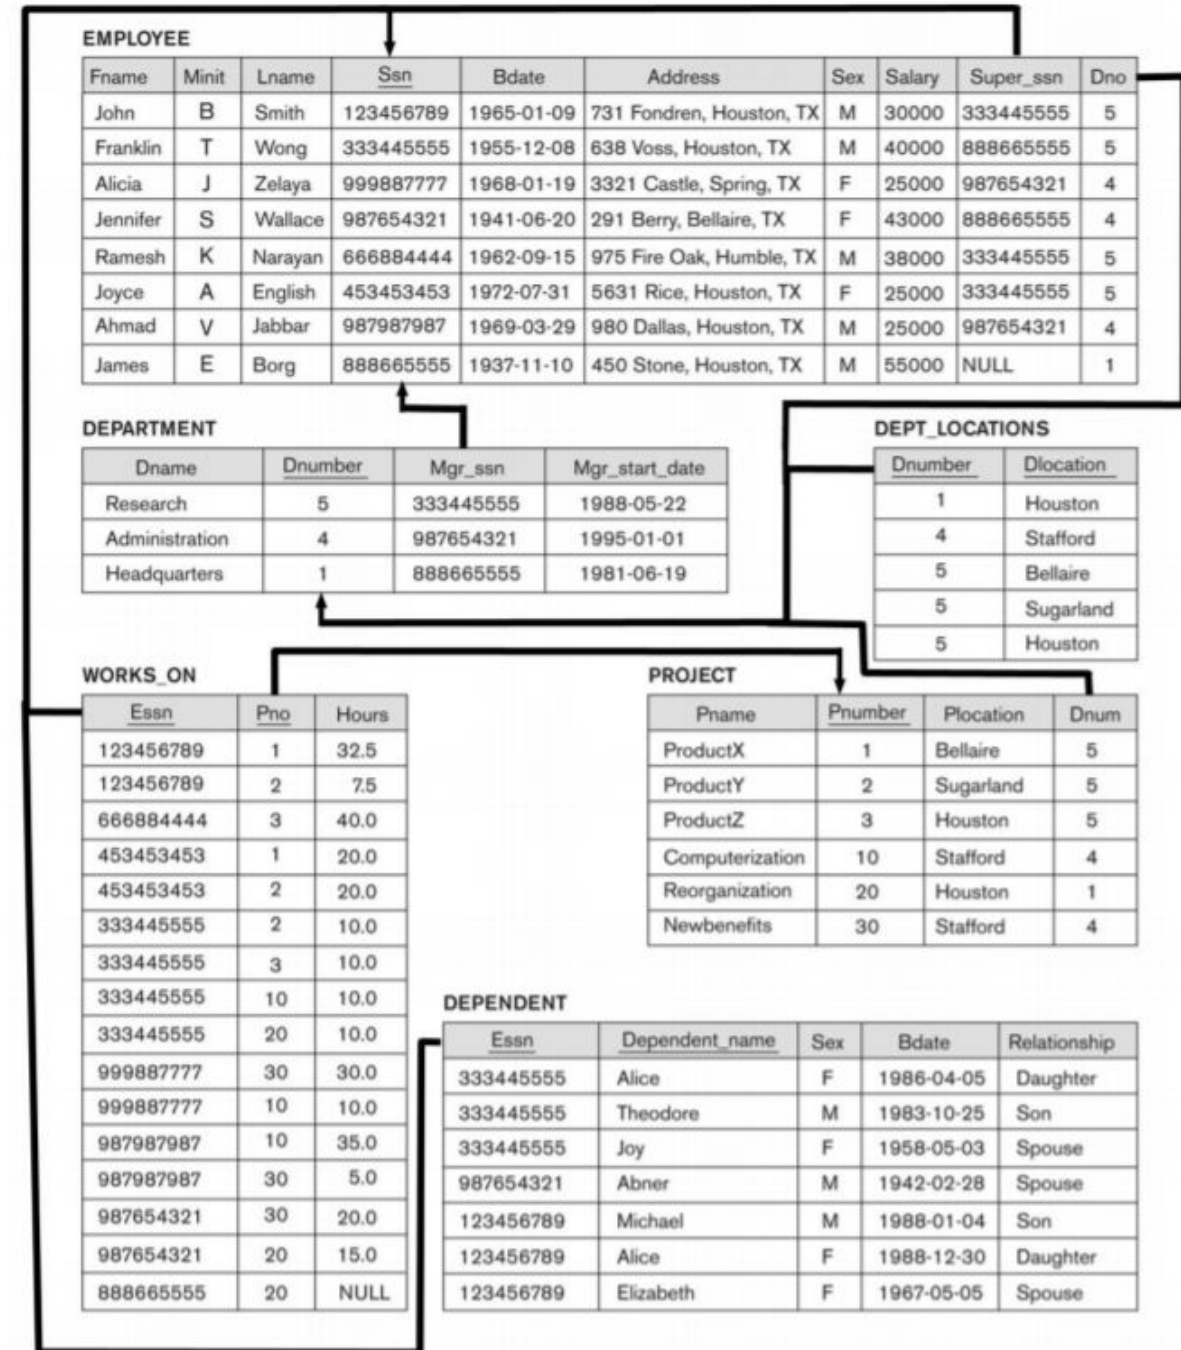 EMPLOYEE
Fname Minit Lname Ssn Bdate Address Sex Salary Super_ssn Dno
John B Smith 123456789 1965-01-09 731 Fondren, Houston, TX M 30000 333445555 5
Franklin T Wong 333445555 1955-12-08 638 Voss, Houston, TX M 40000 888665555 5
Alicia J Zelaya 999887777 1968-01-19 3321 Castle, Spring, TX F 25000 987654321 4
Jennifer S Wallace 987654321 1941-06-20 291 Berry, Bellaire, TX F 43000 888665555 4
Ramesh K Narayan 666884444 1962-09-15 975 Fire Oak, Humble, TX M 38000 333445555 5
Joyce A English 453453453 1972-07-31 5631 Rice, Houston, TX F 25000 333445555 5
Ahmad V Jabbar 987987987 1969-03-29 980 Dallas, Houston, TX M 25000 987654321 4
James E Borg 888665555 1937-11-10 450 Stone, Houston, TX M 55000 NULL 1
DEPARTMENT
Dname Dnumber Mgr_ssn Mgr_start_date
Research 5 333445555 1988-05-22
Administration 4 987654321 1995-01-01
Headquarters 1 888665555 1981-06-19
DEPT_LOCATIONS
Dnumber Dlocation
1 Houston
4 Stafford
5 Bellaire
5 Sugarland
5 Houston
WORKS_ON
Essn Pno Hours
123456789 1 32.5
123456789 2 7.5
666884444 3 40.0
453453453 1 20.0
453453453 2 20.0
333445555 2 10.0
333445555 3 10.0
333445555 10 10.0
333445555 20 10.0
999887777 30 30.0
999887777 10 10.0
987987987 10 35.0
987987987 30 5.0
987654321 30 20.0
987654321 20 15.0
888665555 20 NULL
PROJECT
Pname Pnumber Plocation Dnum
ProductX 1 Bellaire 5
ProductY 2 Sugarland 5
ProductZ 3 Houston 5
Computerization 10 Stafford 4
Reorganization 20 Houston 1
Newbenefits 30 Stafford 4
DEPENDENT
Essn Dependent_name Sex Bdate Relationship
333445555 Alice F 1986-04-05 Daughter
333445555 Theodore M 1983-10-25 Son
333445555 Joy F 1958-05-03 Spouse
987654321 Abner M 1942-02-28 Spouse
123456789 Michael M 1988-01-04 Son
123456789 Alice F 1988-12-30 Daughter
123456789 Elizabeth F 1967-05-05 Spouse